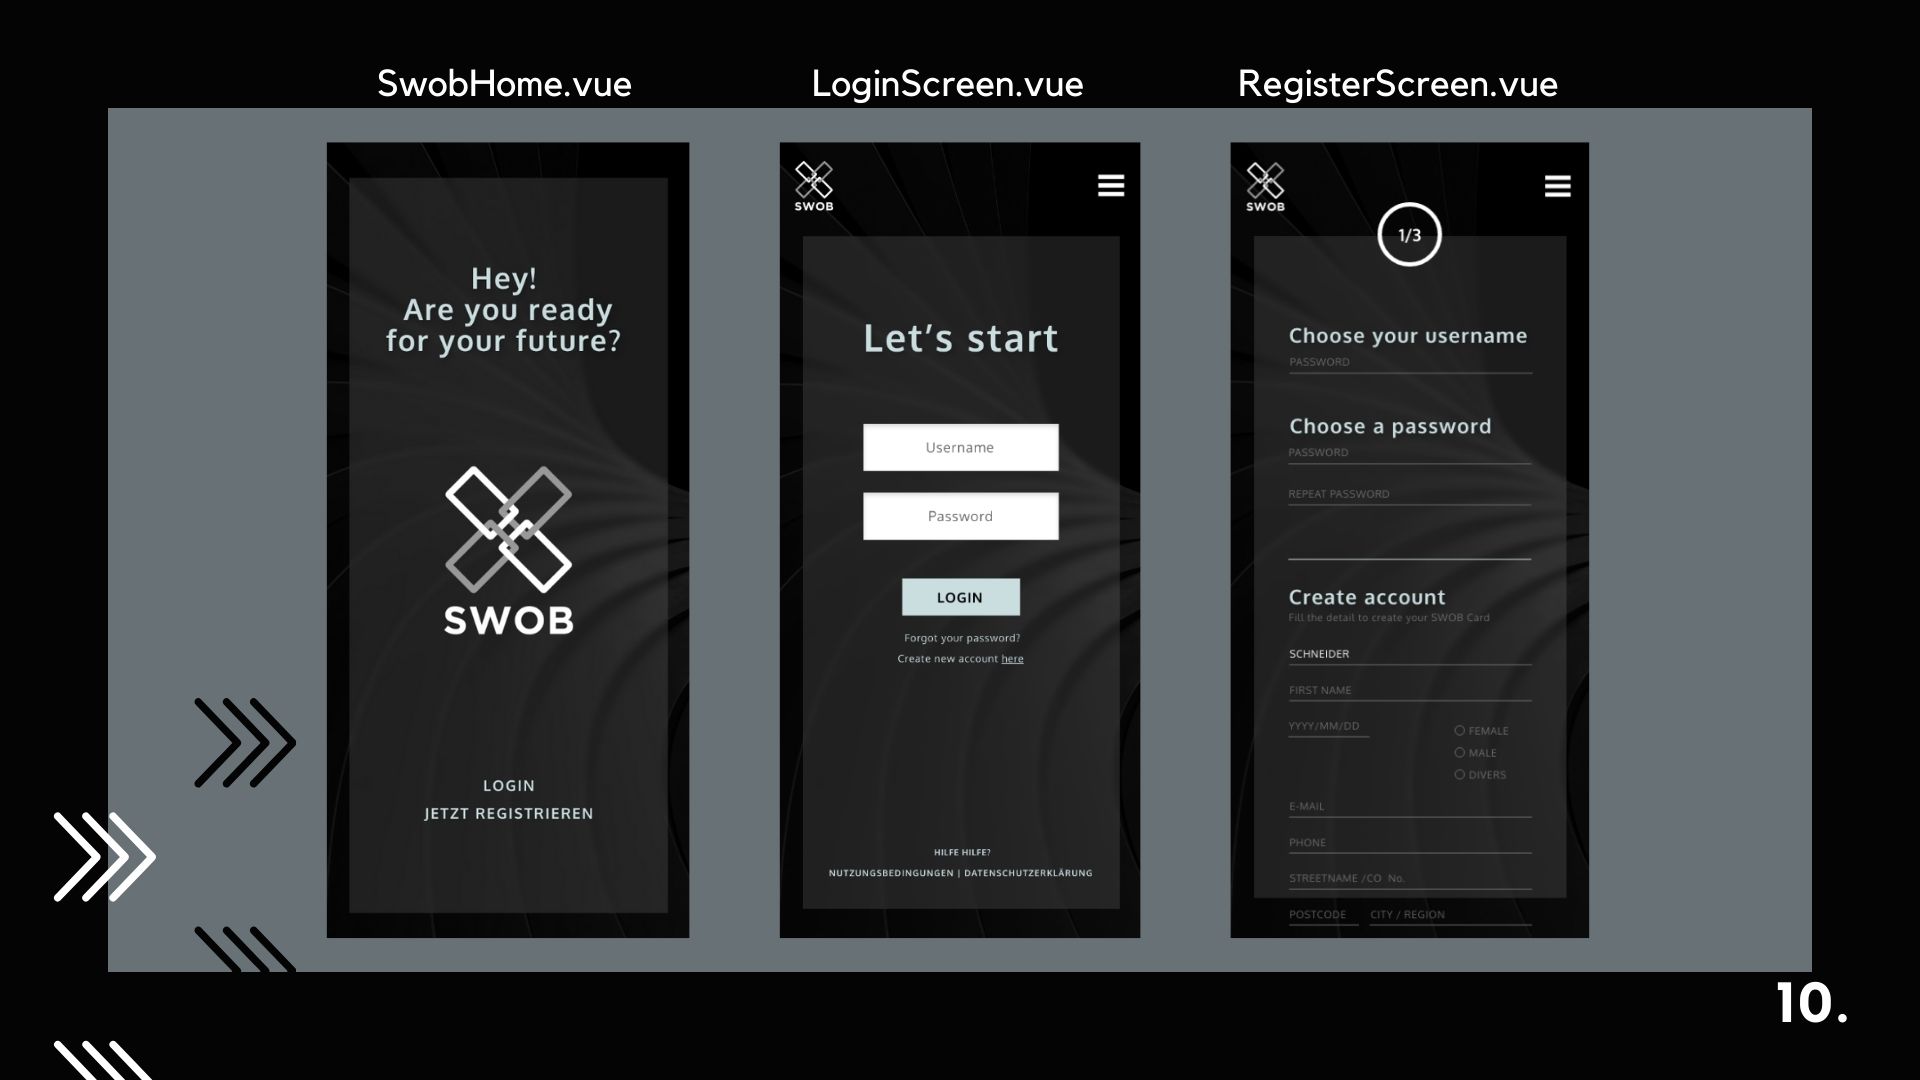 SwobHome.vue
LoginScreen.vue
RegisterScreen.vue
Hey!
Are you ready
for your future?
SWOB
LOGIN
JETZT REGISTRIEREN
SWOB
Let's start
Username
Password
LOGIN
Forgot your password?
Create new account here
HILFE HILFE?
NUTZUNGSBEDINGUNGEN | DATENSCHUTZERKLÄRUNG
SWOB
1/3
Choose your username
PASSWORD
Choose a password
PASSWORD
REPEAT PASSWORD
Create account
Fill the detail to create your SWOB Card
SCHNEIDER
FIRST NAME
YYYY/MM/DD
FEMALE
MALE
DIVERS
E-MAIL
PHONE
STREETNAME /CO No.
POSTCODE CITY / REGION
10.